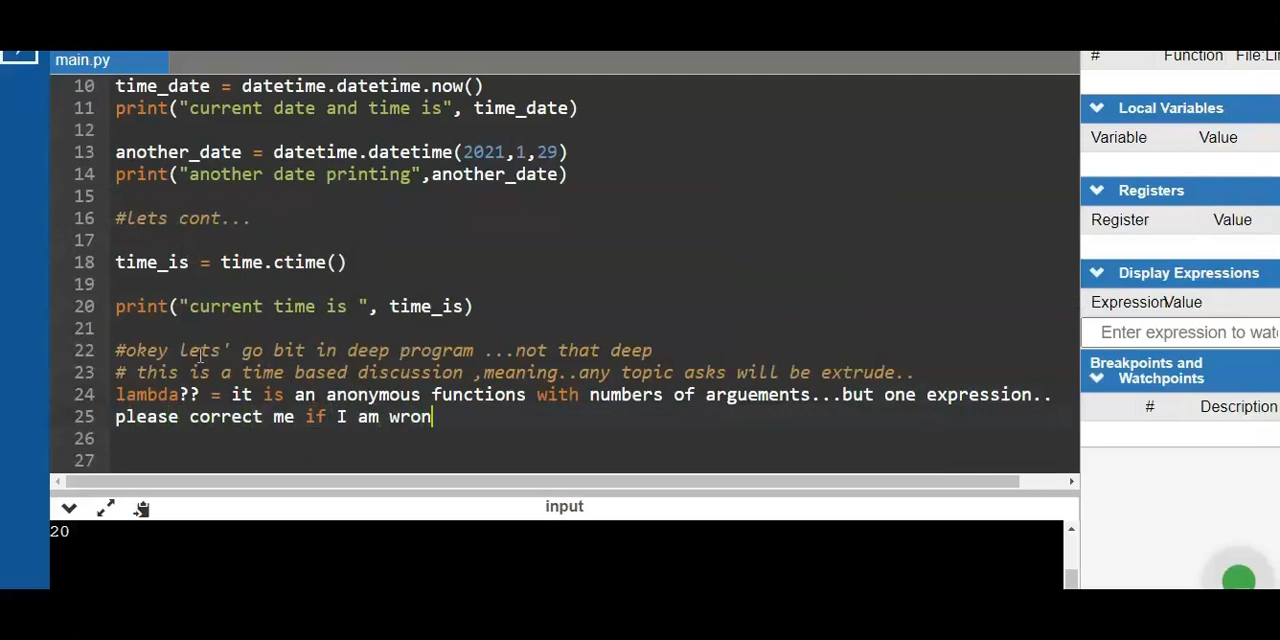 main.py
# Function File:Lin
10 time_date = datetime.datetime.now()
11 print("current date and time is", time_date)
12
13 another_date = datetime.datetime(2021,1,29)
14 print("another date printing",another_date)
15
16 #lets cont...
17
18 time_is = time.ctime()
19
20 print("current time is ", time_is)
21
22 #okey lets' go bit in deep program ...not that deep
23 # this is a time based discussion ,meaning..any topic asks will be extrude..
24 lambda?? = it is an anonymous functions with numbers of arguements...but one expression..
25 please correct me if I am wron
26
27
Local Variables
Variable Value
Registers
Register Value
Display Expressions
Expression Value
Enter expression to wat
Breakpoints and
Watchpoints
# Description
input
20